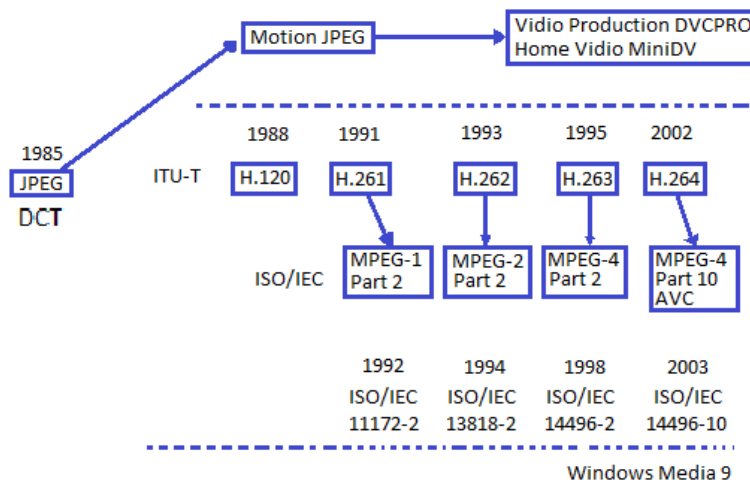 Motion JPEG
Vidio Production DVCPRO
Home Vidio MiniDV
1985
JPEG
DCT
1988 1991 1993 1995 2002
ITU-T H.120 H.261 H.262 H.263 H.264
ISO/IEC
MPEG-1
Part 2
MPEG-2
Part 2
MPEG-4
Part 2
MPEG-4
Part 10
AVC
1992
ISO/IEC
11172-2
1994
ISO/IEC
13818-2
1998
ISO/IEC
14496-2
2003
ISO/IEC
14496-10
Windows Media 9